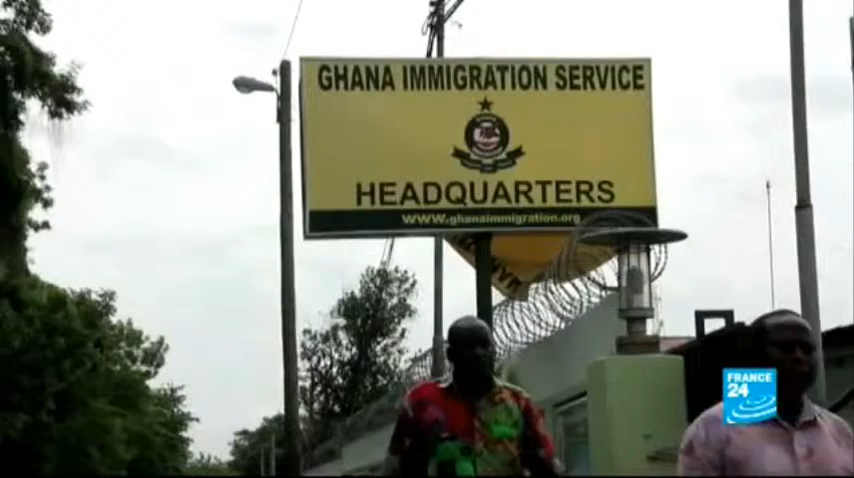 GHANA IMMIGRATION SERVICE
HEADQUARTERS
WWW.ghanaimmigration.org
FRANCE
24